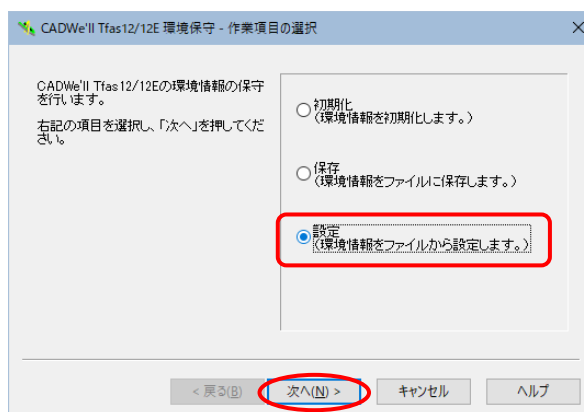 CADWe'll Tfas12/12E 環境保守 - 作業項目の選択
CADWe'll Tfas12/12Eの環境情報の保守
を行います。
右記の項目を選択し、「次へ」を押してくだ
さい。
初期化
(環境情報を初期化します。)
保存
(環境情報をファイルに保存します。)
設定
(環境情報をファイルから設定します。)
< 戻る(B)
次へ(N) >
キャンセル
ヘルプ